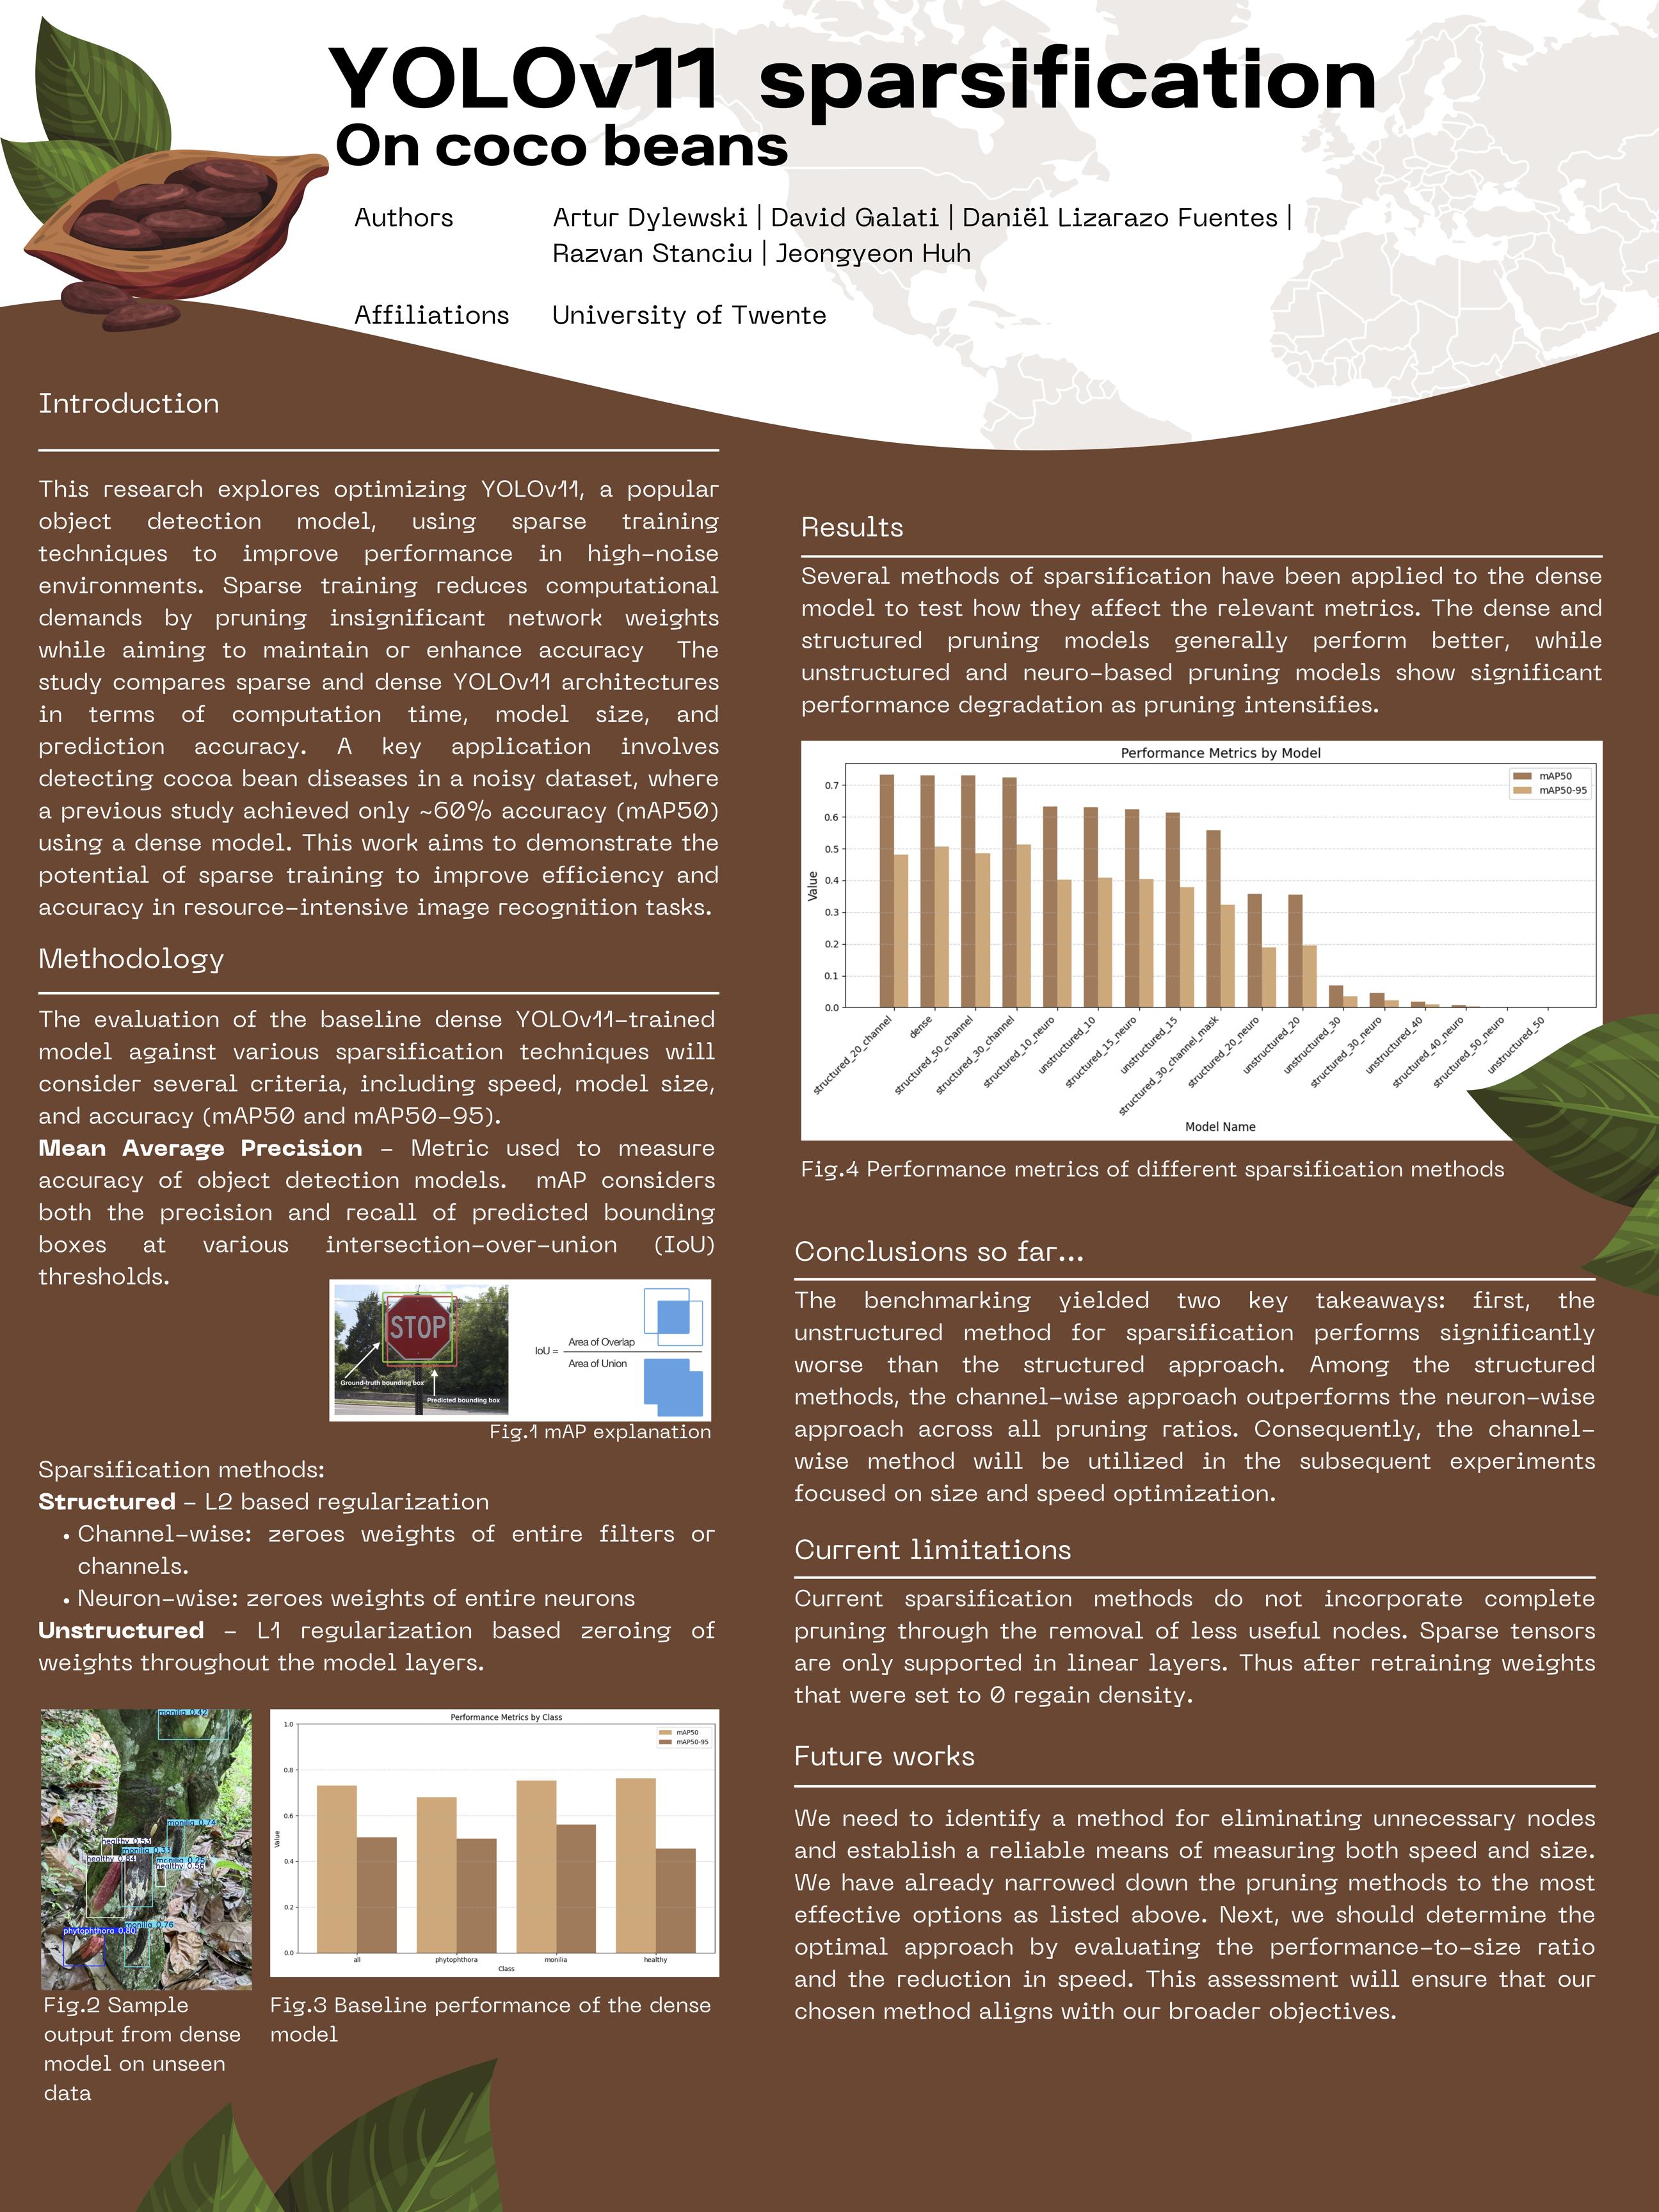 YOLOv11 sparsification
On coco beans
Authors
Artur Dylewski | David Galati | Daniël Lizarazo Fuentes |
Razvan Stanciu | Jeongyeon Huh
Affiliations
University of Twente
Introduction
This research explores optimizing YOLOv11, a popular
object detection model, using sparse training
techniques to improve performance in high-noise
environments. Sparse training reduces computational
demands by pruning insignificant network weights
while aiming to maintain or enhance accuracy The
study compares sparse and dense YOLOv11 architectures
in terms of computation time, model size, and
prediction accuracy. A key application involves
detecting cocoa bean diseases in a noisy dataset, where
a previous study achieved only ~60% accuracy (mAP50)
using a dense model. This work aims to demonstrate the
potential of sparse training to improve efficiency and
accuracy in resource-intensive image recognition tasks.
Methodology
The evaluation of the baseline dense YOLOv11-trained
model against various sparsification techniques will
consider several criteria, including speed, model size,
and accuracy (mAP50 and mAP50-95).
Mean Average Precision - Metric used to measure
accuracy of object detection models. mAP considers
both the precision and recall of predicted bounding
boxes at various intersection-over-union (IoU)
thresholds.
STOP
Ground-truth bounding box
Predicted bounding box
IoU =
Area of Overlap
Area of Union
Fig.1 mAP explanation
Sparsification methods:
Structured - L2 based regularization
• Channel-wise: zeroes weights of entire filters or
channels.
• Neuron-wise: zeroes weights of entire neurons
Unstructured - L1 regularization based zeroing of
weights throughout the model layers.
monilia 0.42
monilia 0.74
healthy 0.53
monilia 0.33
healthy 0.84
monilia
healthy
monilia 0.76
phytophthora 0.80
Fig.2 Sample
output from dense
model on unseen
data
Performance Metrics by Class
mAP50
mAP50-95
1.0
0.8
0.6
0.4
0.2
0.0
Value
all
phytophthora
monilia
healthy
Class
Fig.3 Baseline performance of the dense
model
Results
Several methods of sparsification have been applied to the dense
model to test how they affect the relevant metrics. The dense and
structured pruning models generally perform better, while
unstructured and neuro-based pruning models show significant
performance degradation as pruning intensifies.
Performance Metrics by Model
mAP50
mAP50-95
0.7
0.6
0.5
0.4
0.3
0.2
0.1
0.0
Value
structured_20_channel
dense
structured_50_channel
structured_30_channel
structured_10_neuro
unstructured_10
structured_15_neuro
unstructured_15
structured_30_channel_mask
structured_20_neuro
unstructured_20
unstructured_30
structured_30_neuro
unstructured_40
structured_40_neuro
structured_50_neuro
unstructured_50
Model Name
Fig.4 Performance metrics of different sparsification methods
Conclusions so far...
The benchmarking yielded two key takeaways: first, the
unstructured method for sparsification performs significantly
worse than the structured approach. Among the structured
methods, the channel-wise approach outperforms the neuron-wise
approach across all pruning ratios. Consequently, the channel-
wise method will be utilized in the subsequent experiments
focused on size and speed optimization.
Current limitations
Current sparsification methods do not incorporate complete
pruning through the removal of less useful nodes. Sparse tensors
are only supported in linear layers. Thus after retraining weights
that were set to 0 regain density.
Future works
We need to identify a method for eliminating unnecessary nodes
and establish a reliable means of measuring both speed and size.
We have already narrowed down the pruning methods to the most
effective options as listed above. Next, we should determine the
optimal approach by evaluating the performance-to-size ratio
and the reduction in speed. This assessment will ensure that our
chosen method aligns with our broader objectives.